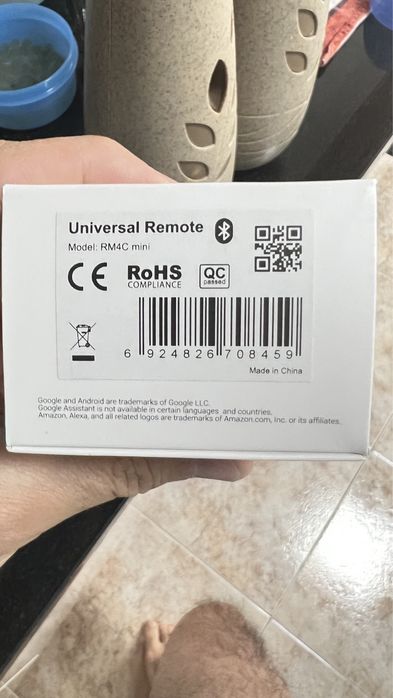 Universal Remote
Model: RM4C mini
CE RoHS
COMPLIANCE
QC
passed
6 924826 708459
Made in China
Google and Android are trademarks of Google LLC.
Google Assistant is not available in certain languages and countries.
Amazon, Alexa, and all related logos are trademarks of Amazon.com, Inc. or its affiliates.